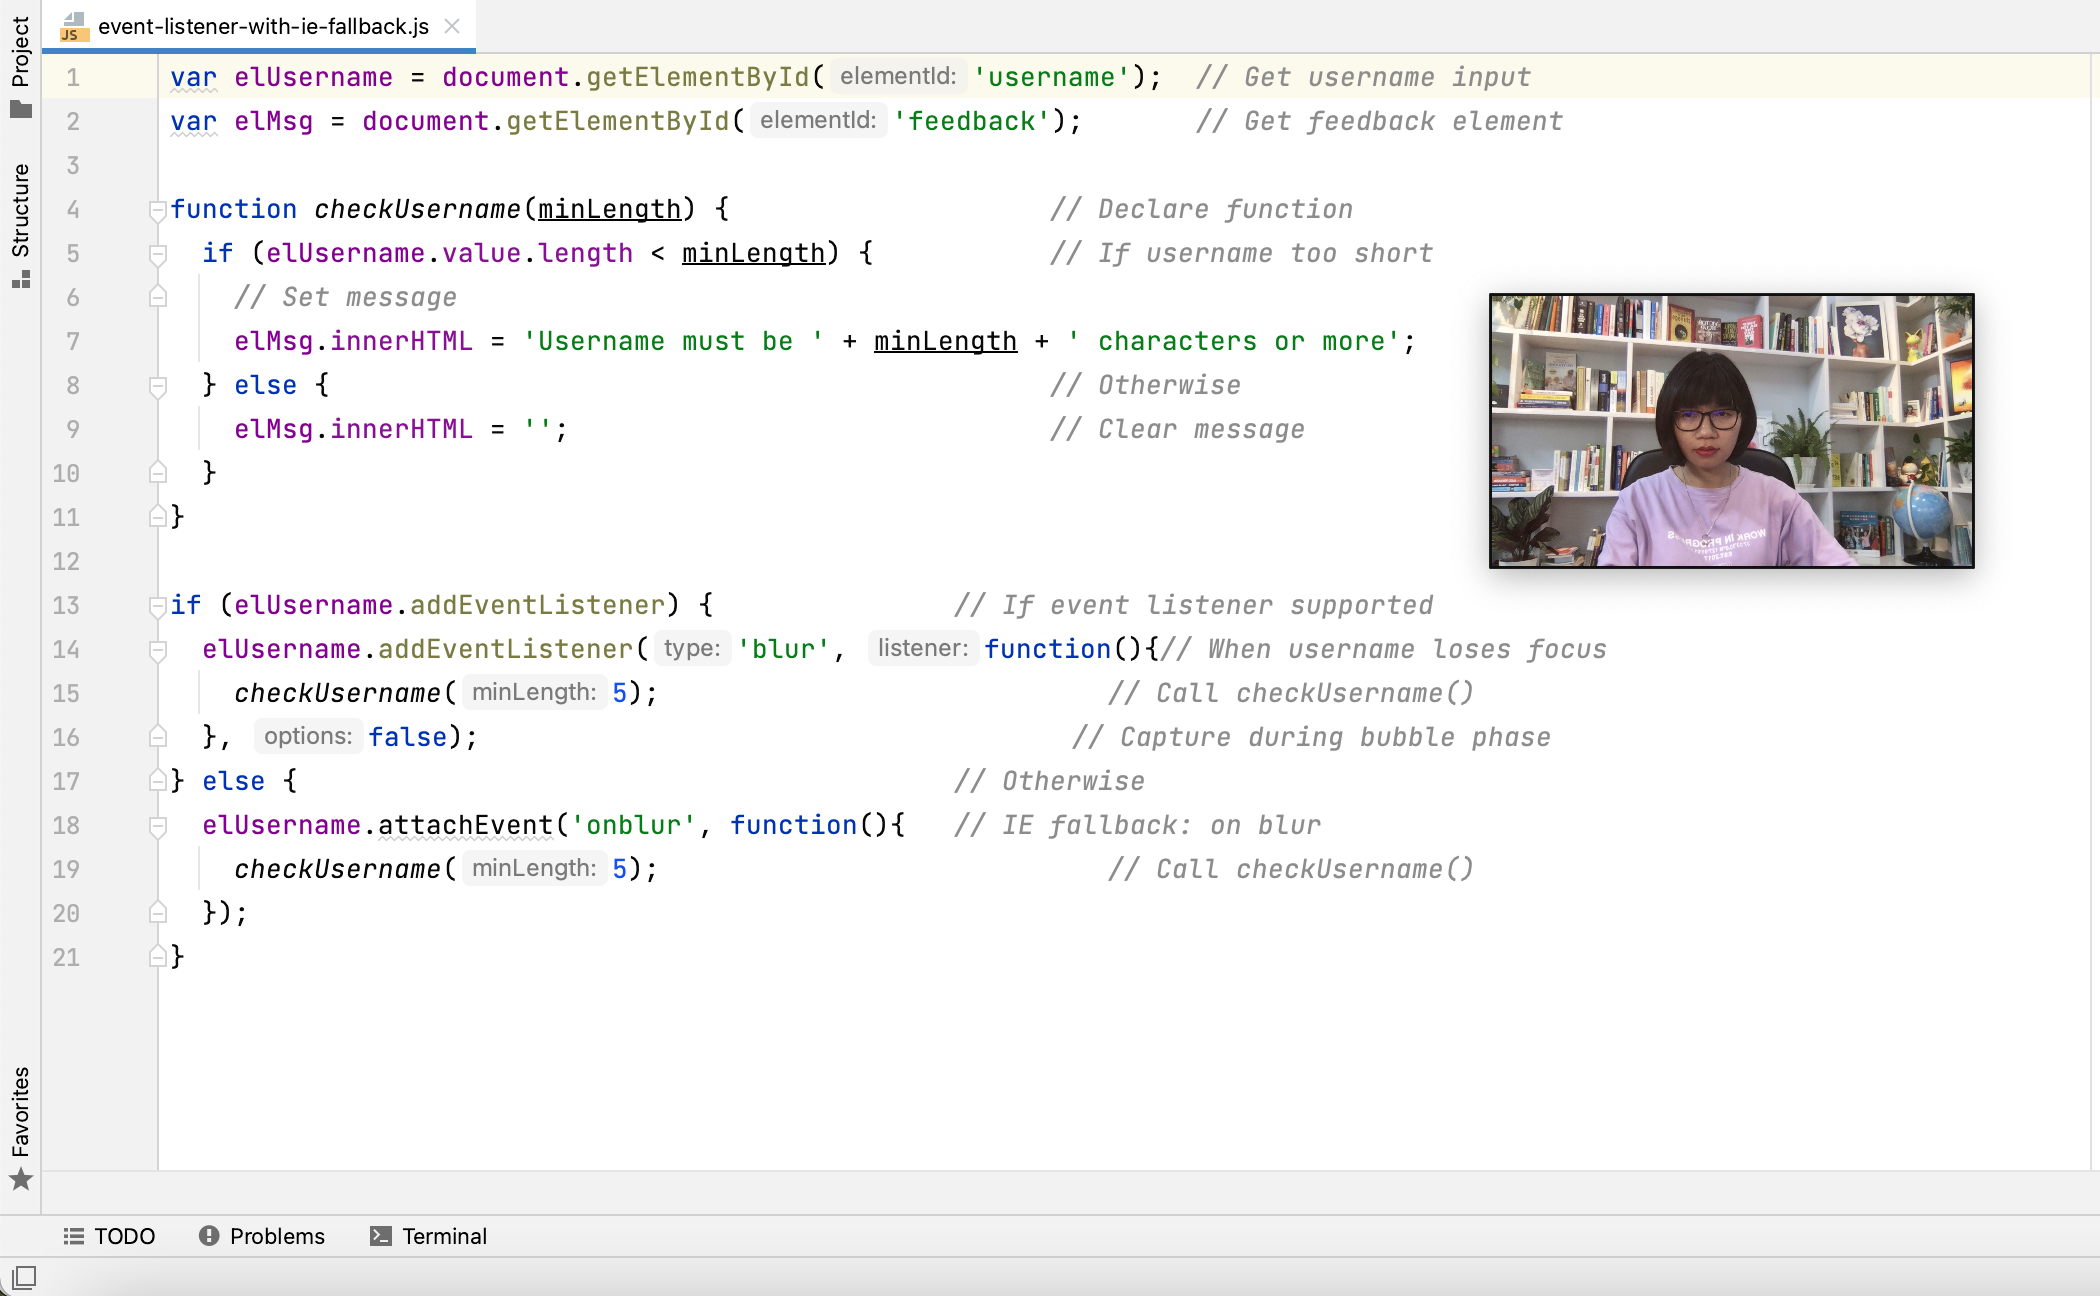 Project
Structure
Favorites
JS event-listener-with-ie-fallback.js
1 var elUsername = document.getElementById( elementId: 'username');  // Get username input
2 var elMsg = document.getElementById( elementId: 'feedback');       // Get feedback element
3
4 function checkUsername(minLength) {                    // Declare function
5   if (elUsername.value.length < minLength) {           // If username too short
6     // Set message
7     elMsg.innerHTML = 'Username must be ' + minLength + ' characters or more';
8   } else {                                             // Otherwise
9     elMsg.innerHTML = '';                              // Clear message
10   }
11 }
12
13 if (elUsername.addEventListener) {               // If event listener supported
14   elUsername.addEventListener( type: 'blur', listener: function(){// When username loses focus
15     checkUsername( minLength: 5);                            // Call checkUsername()
16   }, options: false);                                     // Capture during bubble phase
17 } else {                                         // Otherwise
18   elUsername.attachEvent('onblur', function(){   // IE fallback: on blur
19     checkUsername( minLength: 5);                            // Call checkUsername()
20   });
21 }
WORK IN PROGRESS
TODO Problems Terminal